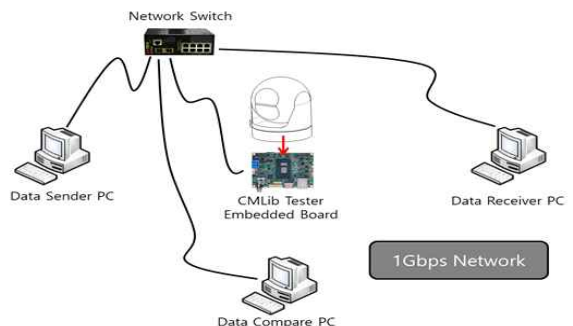 Network Switch
Data Sender PC
CMLib Tester
Embedded Board
Data Receiver PC
1Gbps Network
Data Compare PC